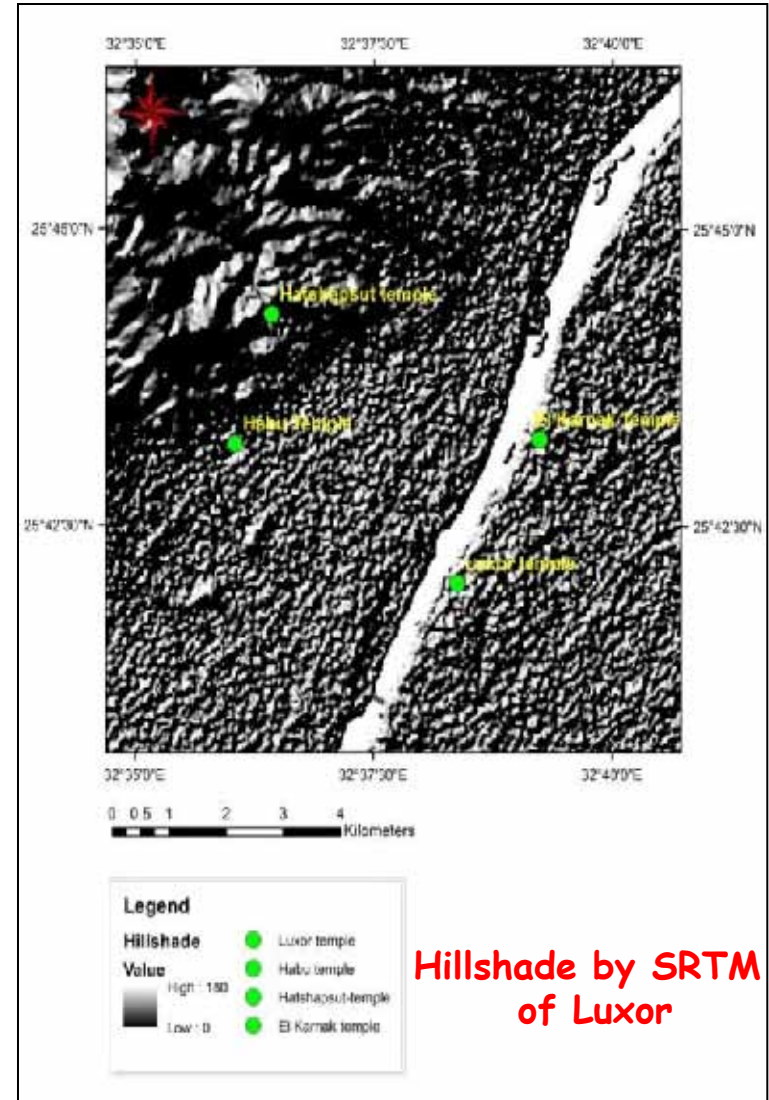 32°35'0"E 32°37'30"E 32°40'0"E
25°45'0"N 25°45'0"N
Hatshapsut temple
Habu Temple
El Karnak temple
25°42'30"N 25°42'30"N
Luxor temple
32°35'0"E 32°37'30"E 32°40'0"E
0 0.5 1 2 3 4
Kilometers
Legend
Hillshade
Value
High : 180
Low : 0
Luxor temple
Habu temple
Hatshapsut-temple
El Karnak temple
Hillshade by SRTM
of Luxor